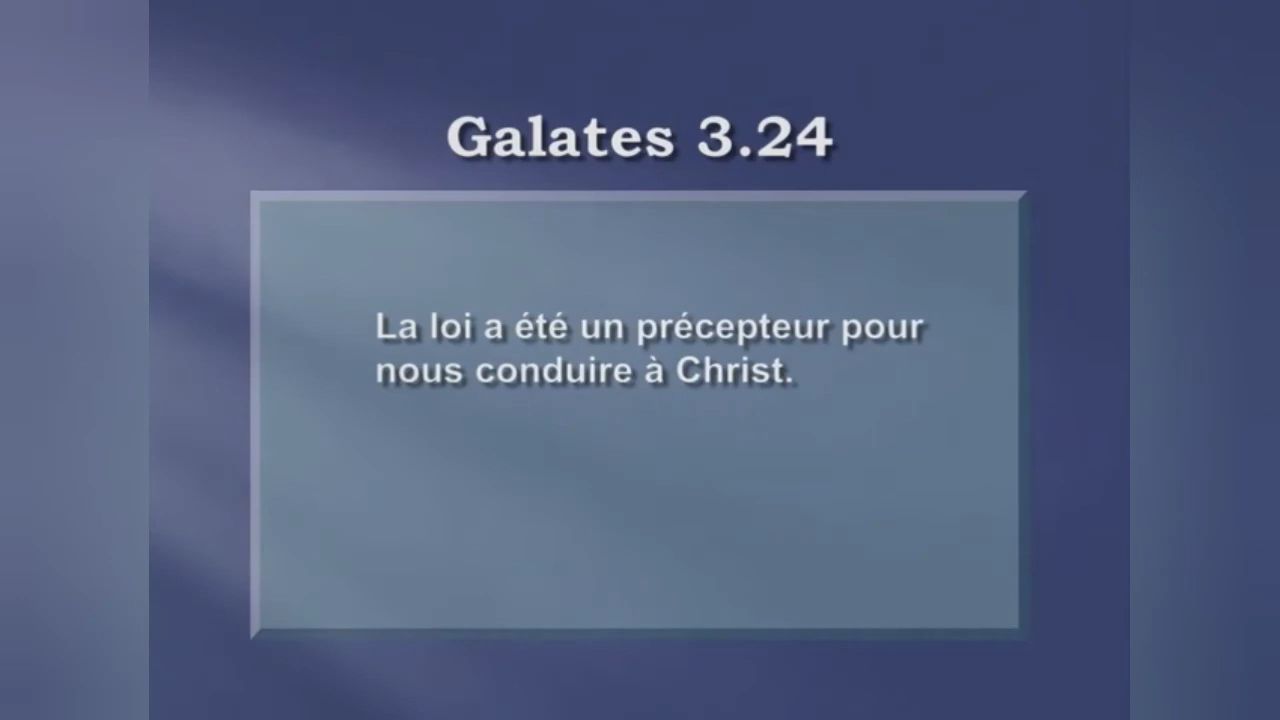 Galates 3.24
La loi a été un précepteur pour
nous conduire à Christ.